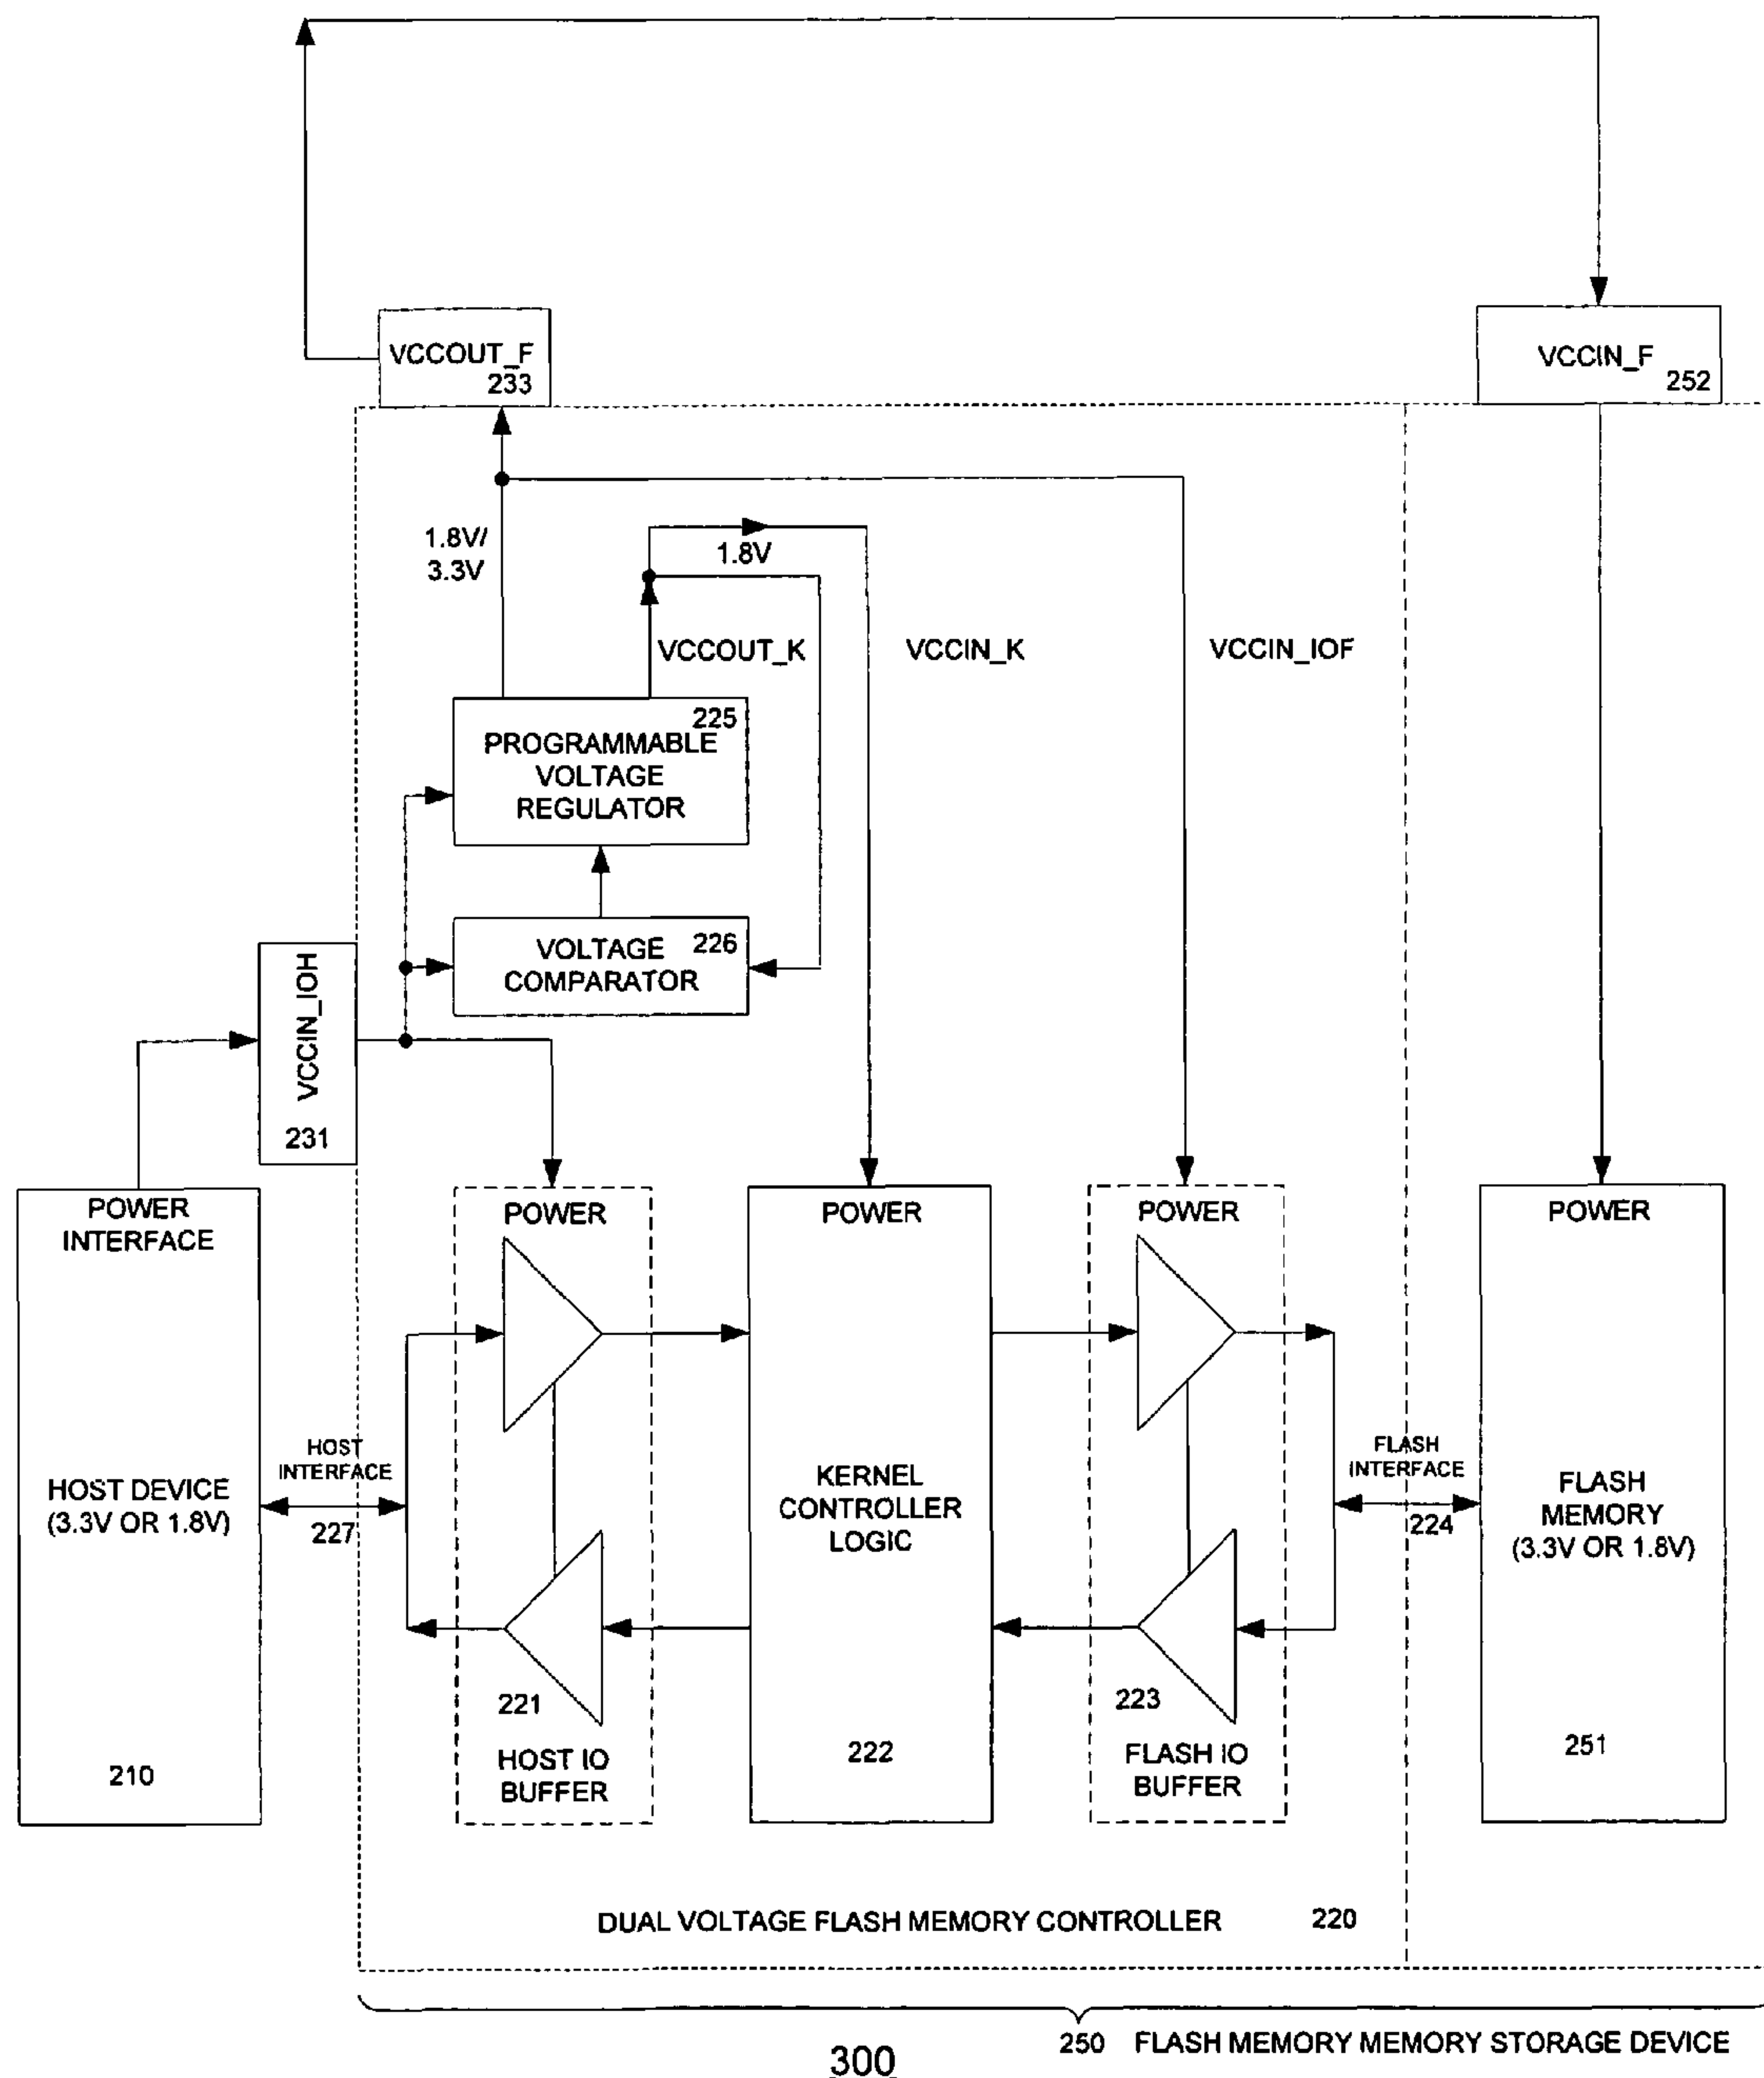 VCCOUT_F
233
VCCIN_F
252
1.8V/
3.3V
1.8V
VCCOUT_K
VCCIN_K
VCCIN_IOF
225
PROGRAMMABLE
VOLTAGE
REGULATOR
VOLTAGE
COMPARATOR
226
VCCIN_IOH
231
POWER
INTERFACE
HOST DEVICE
(3.3V OR 1.8V)
210
HOST
INTERFACE
227
POWER
221
HOST IO
BUFFER
POWER
KERNEL
CONTROLLER
LOGIC
222
POWER
223
FLASH IO
BUFFER
FLASH
INTERFACE
224
POWER
FLASH
MEMORY
(3.3V OR 1.8V)
251
DUAL VOLTAGE FLASH MEMORY CONTROLLER 220
250 FLASH MEMORY MEMORY STORAGE DEVICE
300